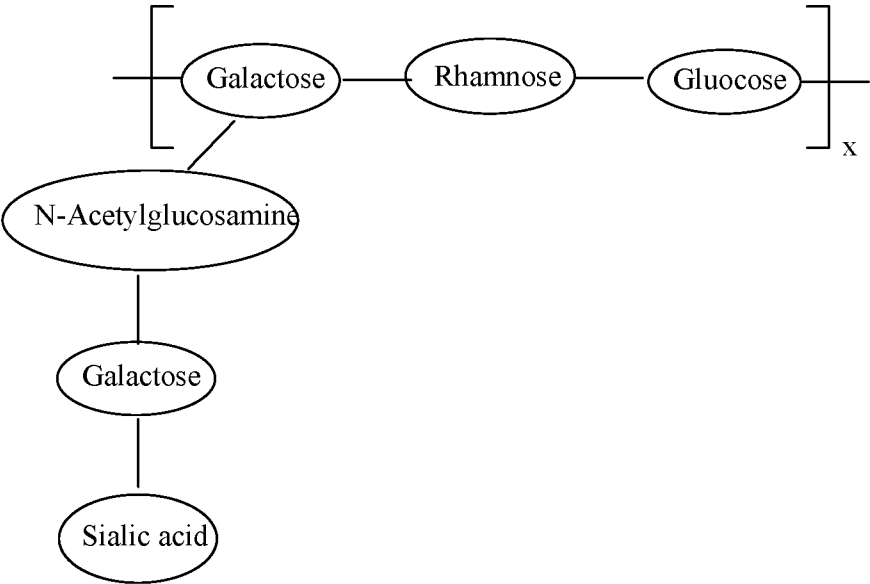 Galactose
Rhamnose
Gluocose
x
N-Acetylglucosamine
Galactose
Sialic acid